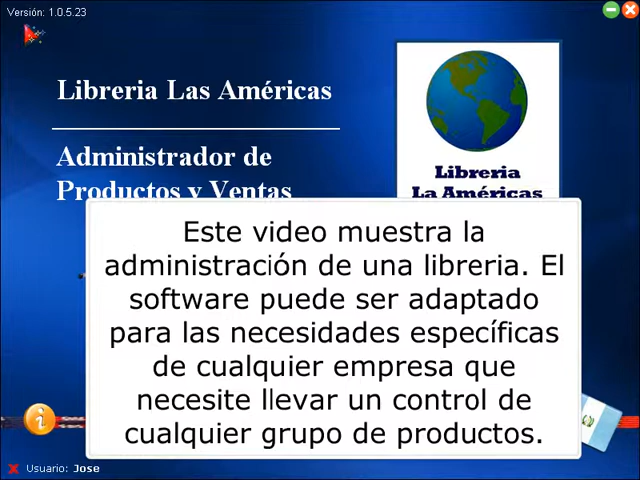 Versión: 1.0.5.23
Libreria Las Américas
Administrador de
Productos y Ventas
Libreria
La Américas
Este video muestra la
administración de una libreria. El
software puede ser adaptado
para las necesidades específicas
de cualquier empresa que
necesite llevar un control de
cualquier grupo de productos.
Usuario: Jose